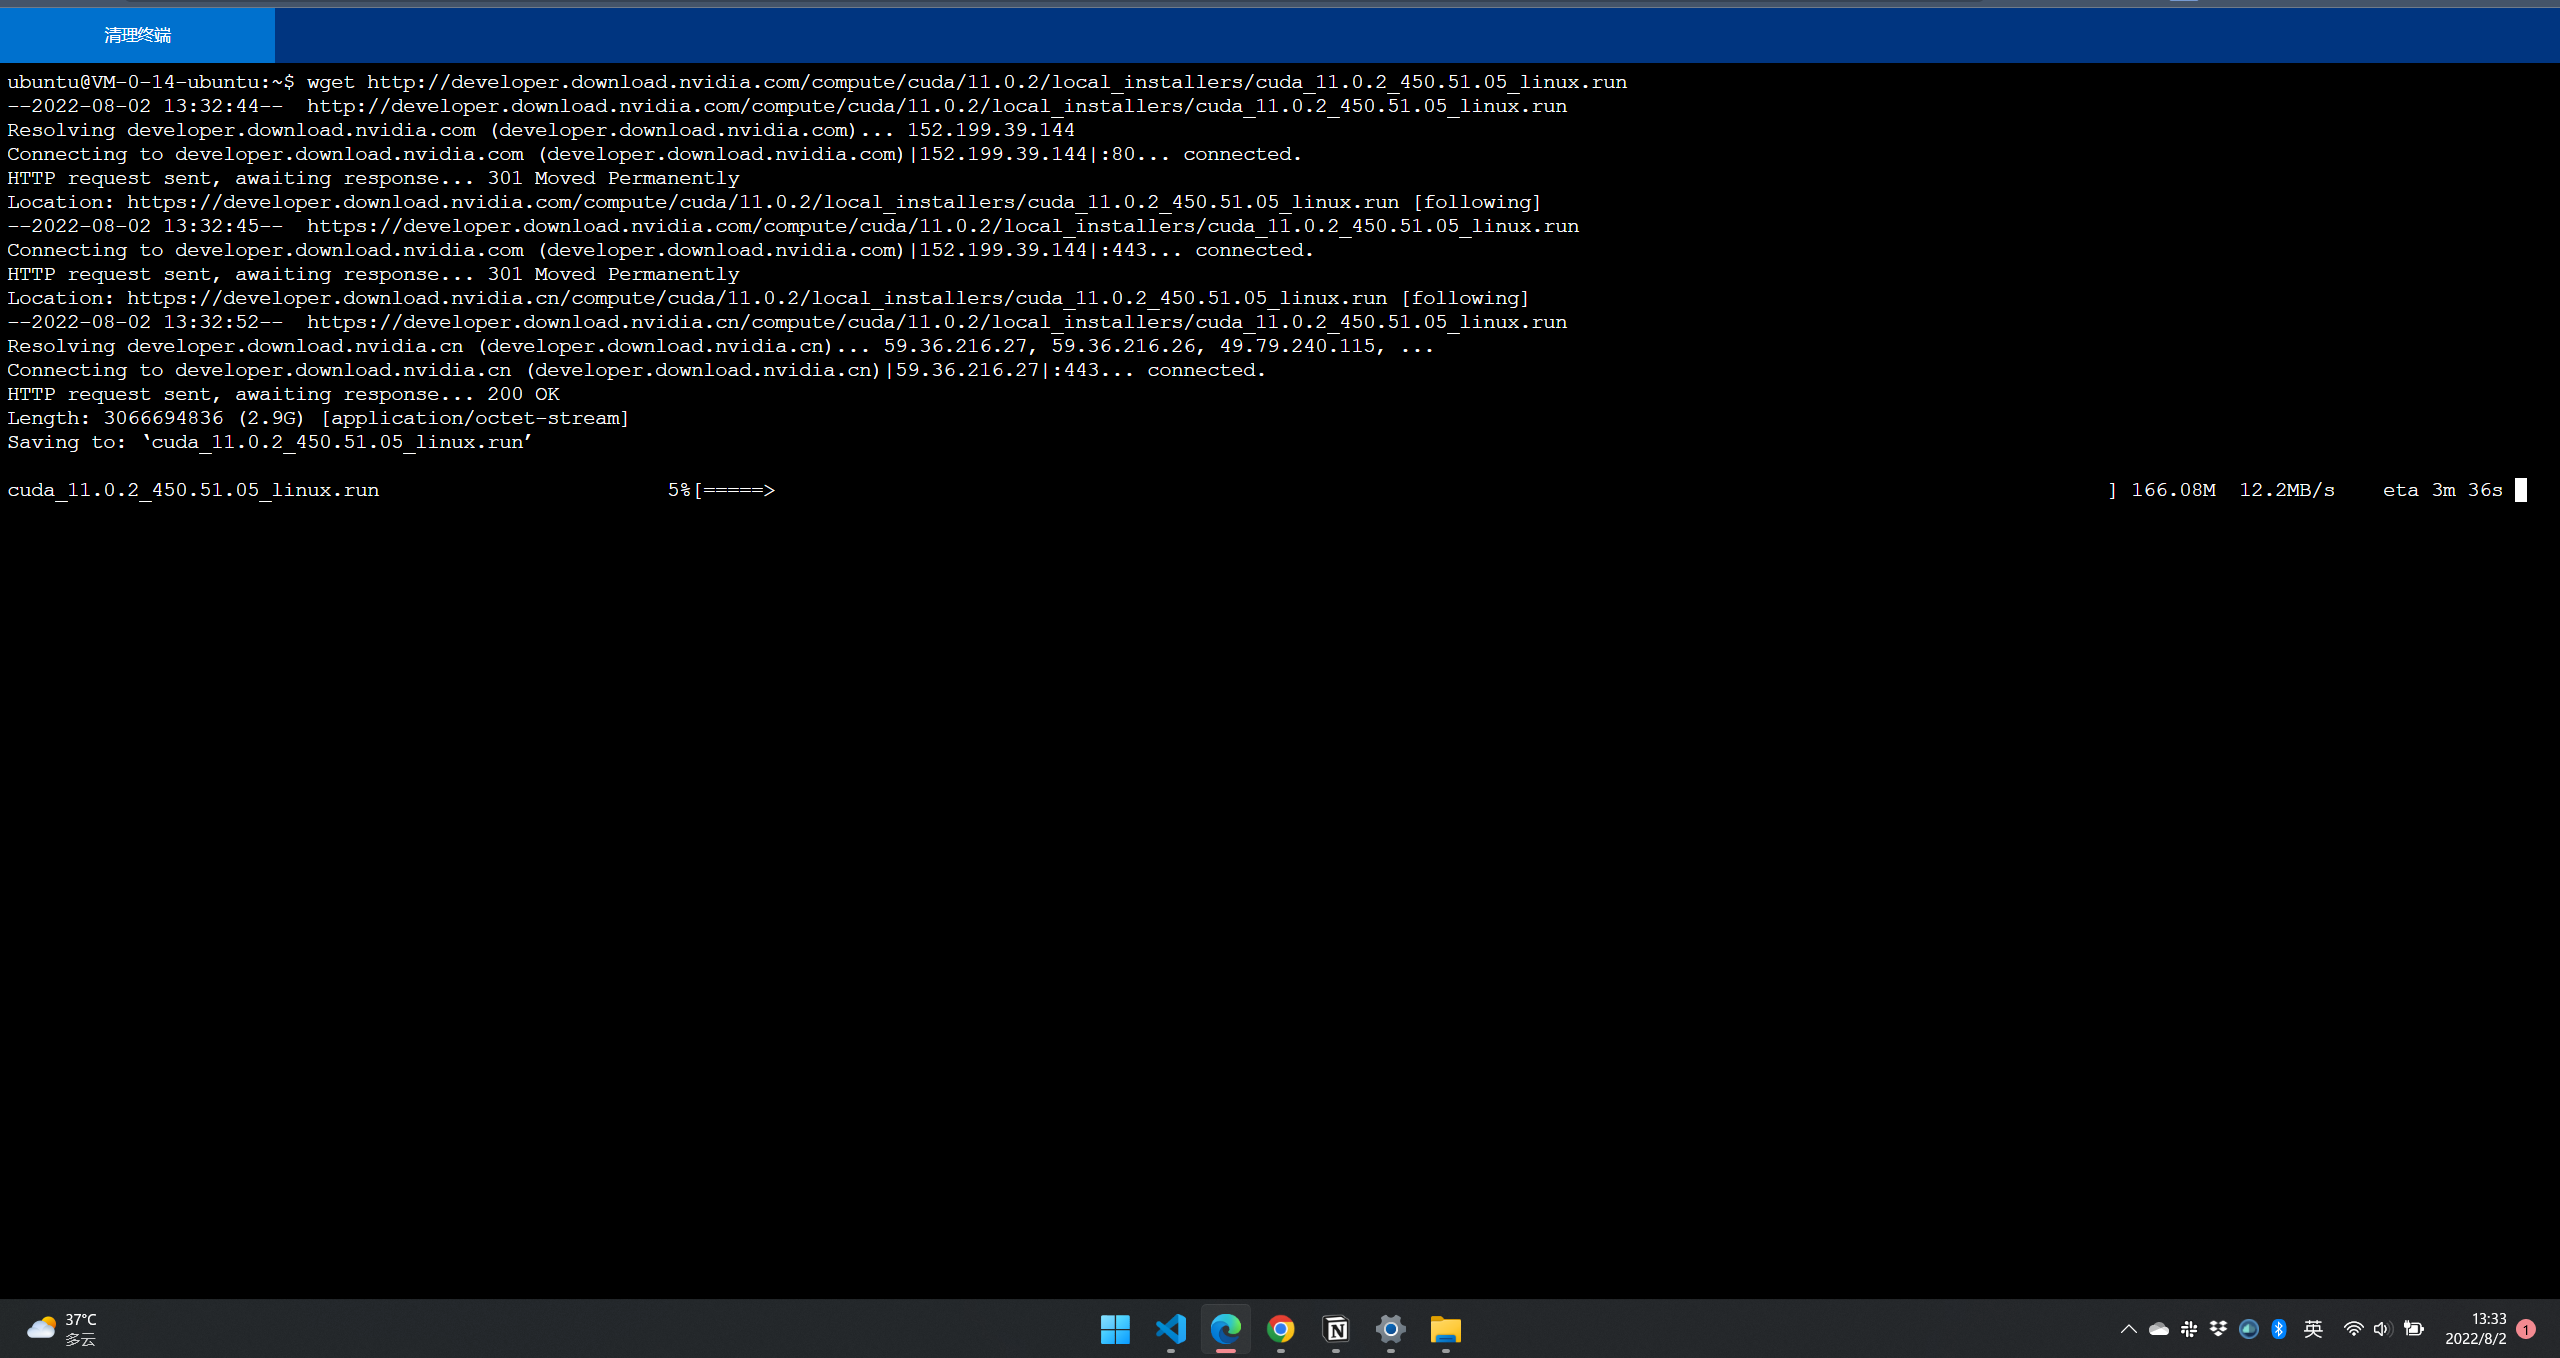 清理终端
ubuntu@VM-0-14-ubuntu:~$ wget http://developer.download.nvidia.com/compute/cuda/11.0.2/local_installers/cuda_11.0.2_450.51.05_linux.run
--2022-08-02 13:32:44--  http://developer.download.nvidia.com/compute/cuda/11.0.2/local_installers/cuda_11.0.2_450.51.05_linux.run
Resolving developer.download.nvidia.com (developer.download.nvidia.com)... 152.199.39.144
Connecting to developer.download.nvidia.com (developer.download.nvidia.com)|152.199.39.144|:80... connected.
HTTP request sent, awaiting response... 301 Moved Permanently
Location: https://developer.download.nvidia.com/compute/cuda/11.0.2/local_installers/cuda_11.0.2_450.51.05_linux.run [following]
--2022-08-02 13:32:45--  https://developer.download.nvidia.com/compute/cuda/11.0.2/local_installers/cuda_11.0.2_450.51.05_linux.run
Connecting to developer.download.nvidia.com (developer.download.nvidia.com)|152.199.39.144|:443... connected.
HTTP request sent, awaiting response... 301 Moved Permanently
Location: https://developer.download.nvidia.cn/compute/cuda/11.0.2/local_installers/cuda_11.0.2_450.51.05_linux.run [following]
--2022-08-02 13:32:52--  https://developer.download.nvidia.cn/compute/cuda/11.0.2/local_installers/cuda_11.0.2_450.51.05_linux.run
Resolving developer.download.nvidia.cn (developer.download.nvidia.cn)... 59.36.216.27, 59.36.216.26, 49.79.240.115, ...
Connecting to developer.download.nvidia.cn (developer.download.nvidia.cn)|59.36.216.27|:443... connected.
HTTP request sent, awaiting response... 200 OK
Length: 3066694836 (2.9G) [application/octet-stream]
Saving to: ‘cuda_11.0.2_450.51.05_linux.run’
cuda_11.0.2_450.51.05_linux.run 5%[=====> ] 166.08M 12.2MB/s eta 3m 36s
37°C
多云
英
13:33
2022/8/2
1